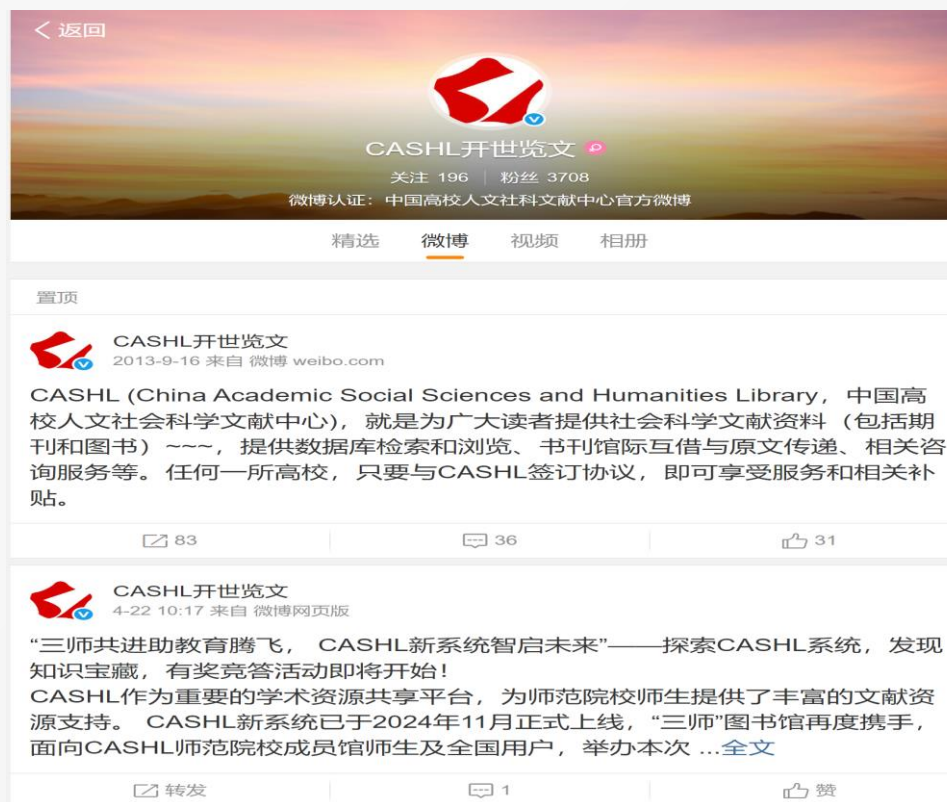 返回
CASHL开世览文
关注 196 粉丝 3708
微博认证：中国高校人文社科文献中心官方微博
精选 微博 视频 相册
置顶
CASHL开世览文
2013-9-16 来自 微博 weibo.com
CASHL (China Academic Social Sciences and Humanities Library，中国高
校人文社会科学文献中心)，就是为广大读者提供社会科学文献资料（包括期
刊和图书）~~~，提供数据库检索和浏览、书刊馆际互借与原文传递、相关咨
询服务等。任何一所高校，只要与CASHL签订协议，即可享受服务和相关补
贴。
83 36 31
CASHL开世览文
4-22 10:17 来自 微博网页版
“三师共进助教育腾飞， CASHL新系统智启未来”——探索CASHL系统，发现
知识宝藏，有奖竞答活动即将开始！
CASHL作为重要的学术资源共享平台，为师范院校师生提供了丰富的文献资
源支持。 CASHL新系统已于2024年11月正式上线，“三师”图书馆再度携手，
面向CASHL师范院校成员馆师生及全国用户，举办本次 ...全文
转发 1 赞